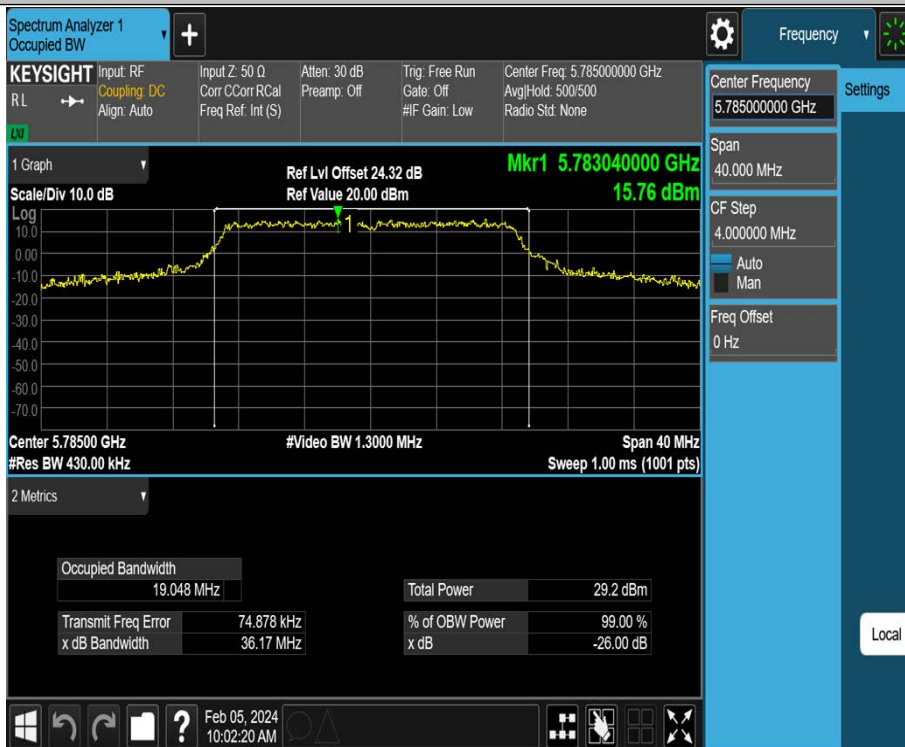 Spectrum Analyzer 1
Occupied BW
+
Frequency
KEYSIGHT
RL
LXI
Input: RF
Coupling: DC
Align: Auto
Input Z: 50 Ω
Corr CCorr RCal
Freq Ref: Int (S)
Atten: 30 dB
Preamp: Off
Trig: Free Run
Gate: Off
#IF Gain: Low
Center Freq: 5.785000000 GHz
Avg|Hold: 500/500
Radio Std: None
Center Frequency
5.785000000 GHz
Settings
Span
40.000 MHz
CF Step
4.000000 MHz
Auto
Man
Freq Offset
0 Hz
Local
1 Graph
Scale/Div 10.0 dB
Ref Lvl Offset 24.32 dB
Ref Value 20.00 dBm
Mkr1 5.783040000 GHz
15.76 dBm
Log
10.0
0.00
-10.0
-20.0
-30.0
-40.0
-50.0
-60.0
-70.0
1
Center 5.78500 GHz
#Video BW 1.3000 MHz
Span 40 MHz
#Res BW 430.00 kHz
Sweep 1.00 ms (1001 pts)
2 Metrics
Occupied Bandwidth
19.048 MHz
Total Power 29.2 dBm
Transmit Freq Error 74.878 kHz
% of OBW Power 99.00 %
x dB Bandwidth 36.17 MHz
x dB -26.00 dB
?
Feb 05, 2024
10:02:20 AM